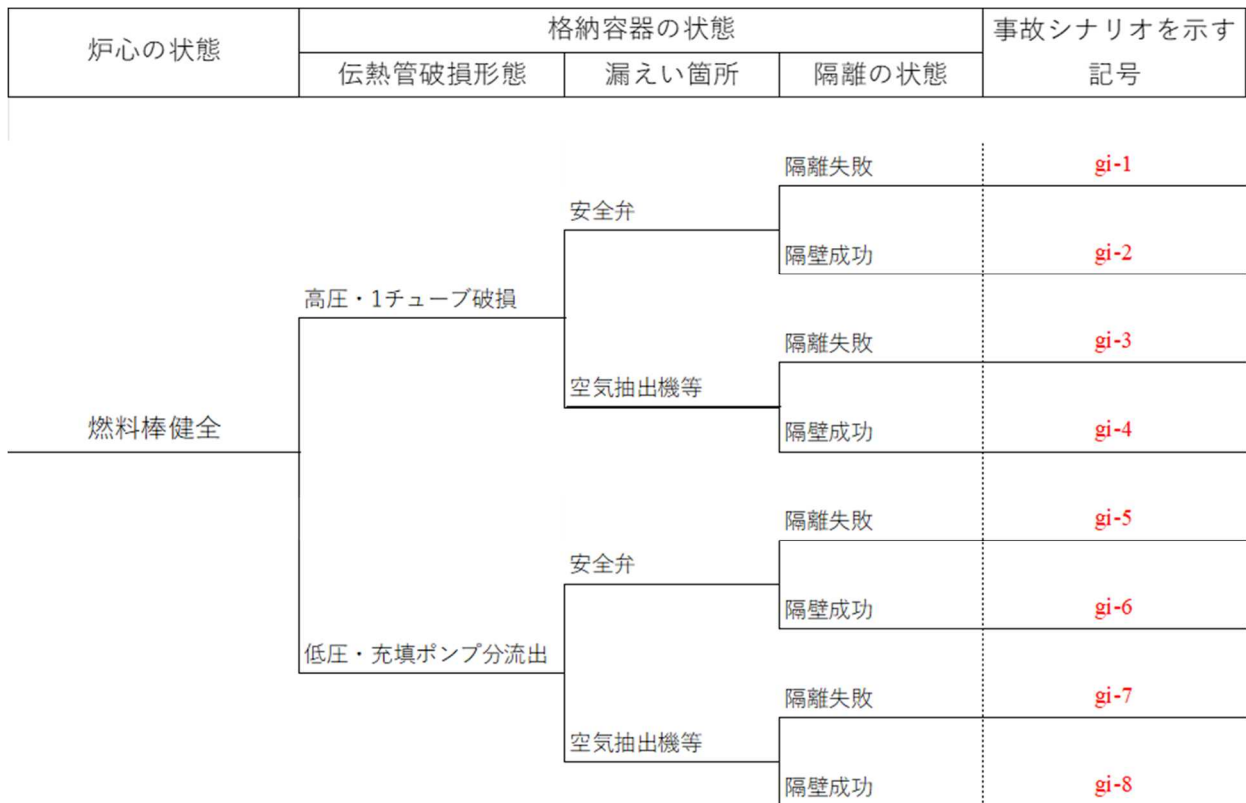 炉心の状態
格納容器の状態
事故シナリオを示す
記号
伝熱管破損形態
漏えい箇所
隔離の状態
隔離失敗
gi-1
安全弁
隔壁成功
gi-2
高圧・1チューブ破損
隔離失敗
gi-3
空気抽出機等
隔壁成功
gi-4
燃料棒健全
隔離失敗
gi-5
安全弁
隔壁成功
gi-6
低圧・充填ポンプ分流出
隔離失敗
gi-7
空気抽出機等
隔壁成功
gi-8